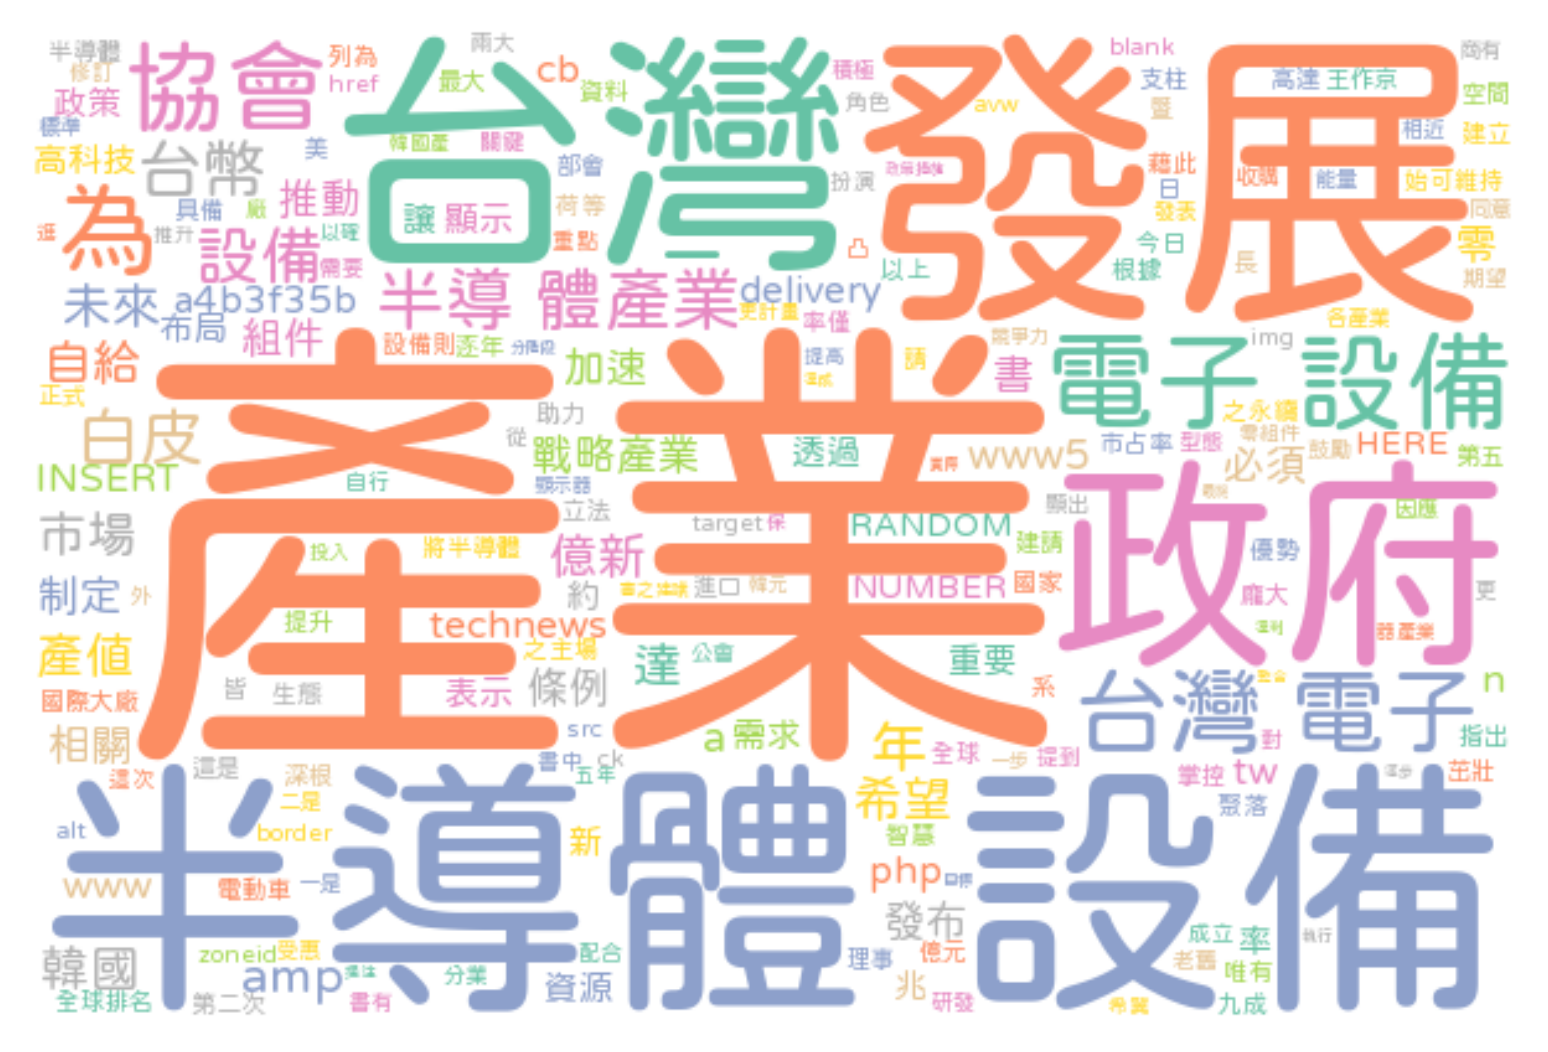 半導體
修訂
政策
協會
列為
href
台灣
兩大
最大
cb
資料
積極
角色
發展
avw
blank
支柱
暨
高達
王作京
商有
空間
標準
高科技
台幣
美
韓國產
關鍵
部會
扮演
藉此
日
收購
能量
相近
建立
始可維持
為
具備
廠
推動
以確
讓
顯示
荷等
重點
發表
今日
同意
零
進
推升
設備
需要
凸
以上
根據
長
期望
未來
a4b3f35b
布局
半導
體產業
delivery
更計畫
率僅
各產業
自給
組件
設備則
逐年
分階段
加速
提高
請
競爭力
書
電子
img
設備
正式
白皮
產業
助力
從
戰略產業
透過
www5
市占率
型態
之永續
零組件
必須
鼓勵
HERE
第五
INSERT
自行
顯示器
立法
市場
投入
將半導體
億新
target
保
RANDOM
顯出
建請
政府
因應
優勢
制定
外
提升
約
進口
韓元
NUMBER
國家
龐大
更
產值
technews
之主場
達
公會
重要
器產業
國際大廠
皆
生態
表示
條例
系
台灣
電子
n
相關
這次
這是
深根
src
書中
ck
五年
a
需求
年
全球
一步
提到
對
指出
掌控
tw
茁壯
半導體
設備
二是
alt
border
新
希望
智慧
聚落
www
電動車
一是
php
目標
發布
韓國
zoneid
受惠
配合
理事
億元
成立
率
執行
老舊
唯有
amp
分業
資源
兆
全球排名
第二次
書有
研發
希冀
九成